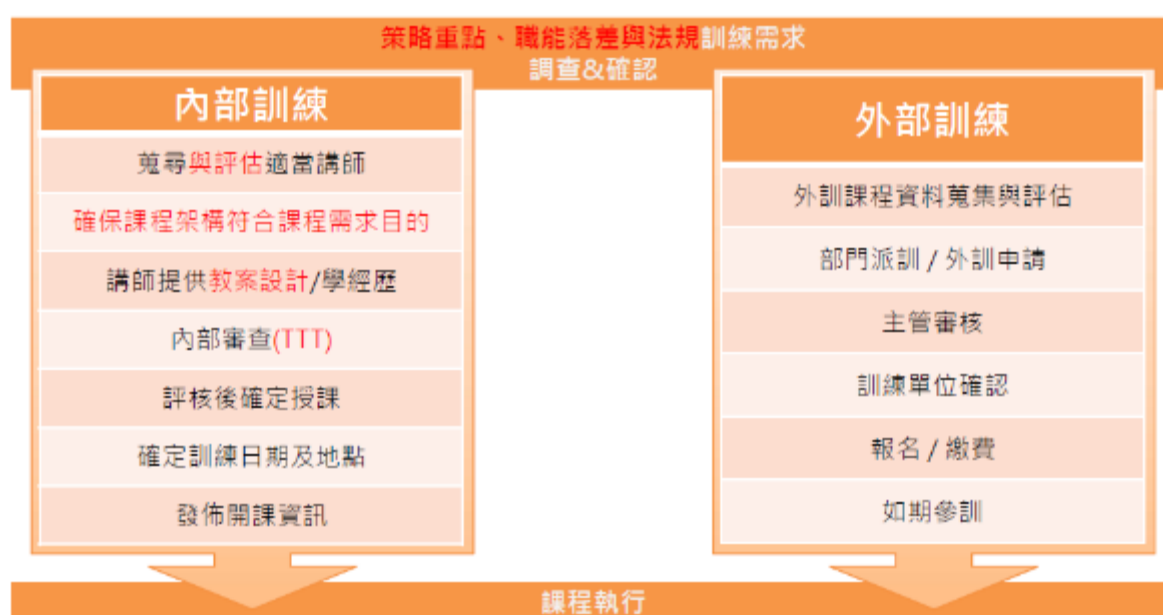 策略重點、職能落差與法規訓練需求
調查&確認
內部訓練
蒐尋與評估適當講師
確保課程架構符合課程需求目的
講師提供教案設計/學經歷
內部審查(TTT)
評核後確定授課
確定訓練日期及地點
發佈開課資訊
外部訓練
外訓課程資料蒐集與評估
部門派訓 / 外訓申請
主管審核
訓練單位確認
報名 / 繳費
如期參訓
課程執行